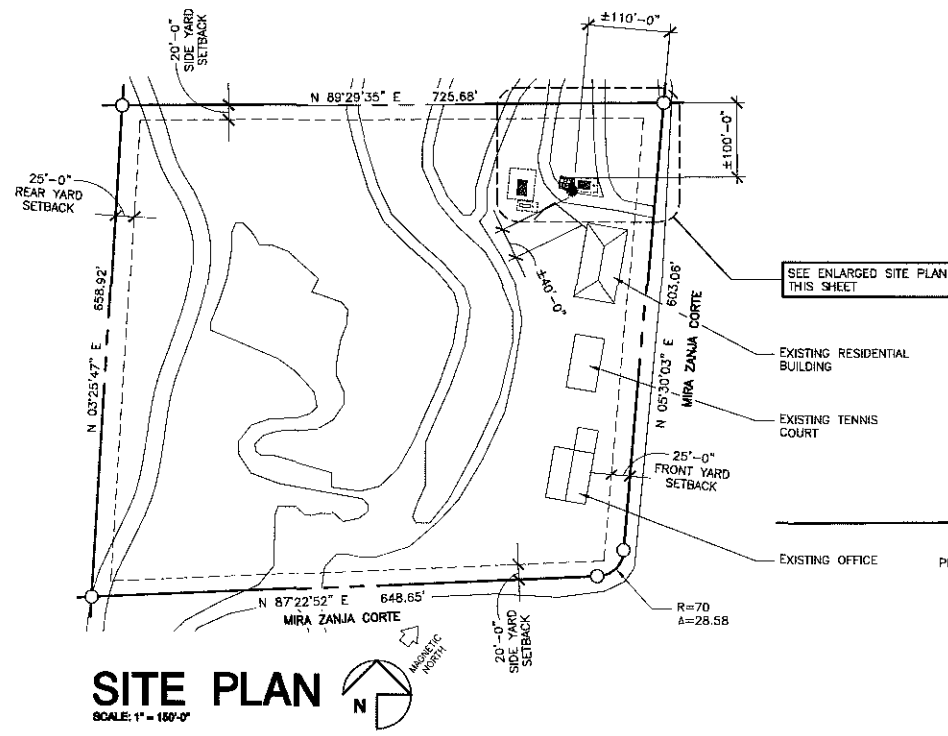 ±110'-0"
20'-0"
SIDE YARD
SETBACK
N 89°29'35" E 725.68'
±100'-0"
25'-0"
REAR YARD
SETBACK
±40'-0"
SEE ENLARGED SITE PLAN
THIS SHEET
N 03°25'47" E 658.92'
603.06'
N 05°30'03" E
MIRA ZANJA CORTE
EXISTING RESIDENTIAL
BUILDING
EXISTING TENNIS
COURT
25'-0"
FRONT YARD
SETBACK
EXISTING OFFICE
N 87°22'52" E 648.65'
MIRA ZANJA CORTE
R=70
Δ=28.58
20'-0"
SIDE YARD
SETBACK
MAGNETIC
NORTH
SITE PLAN
N
SCALE: 1" = 150'-0"